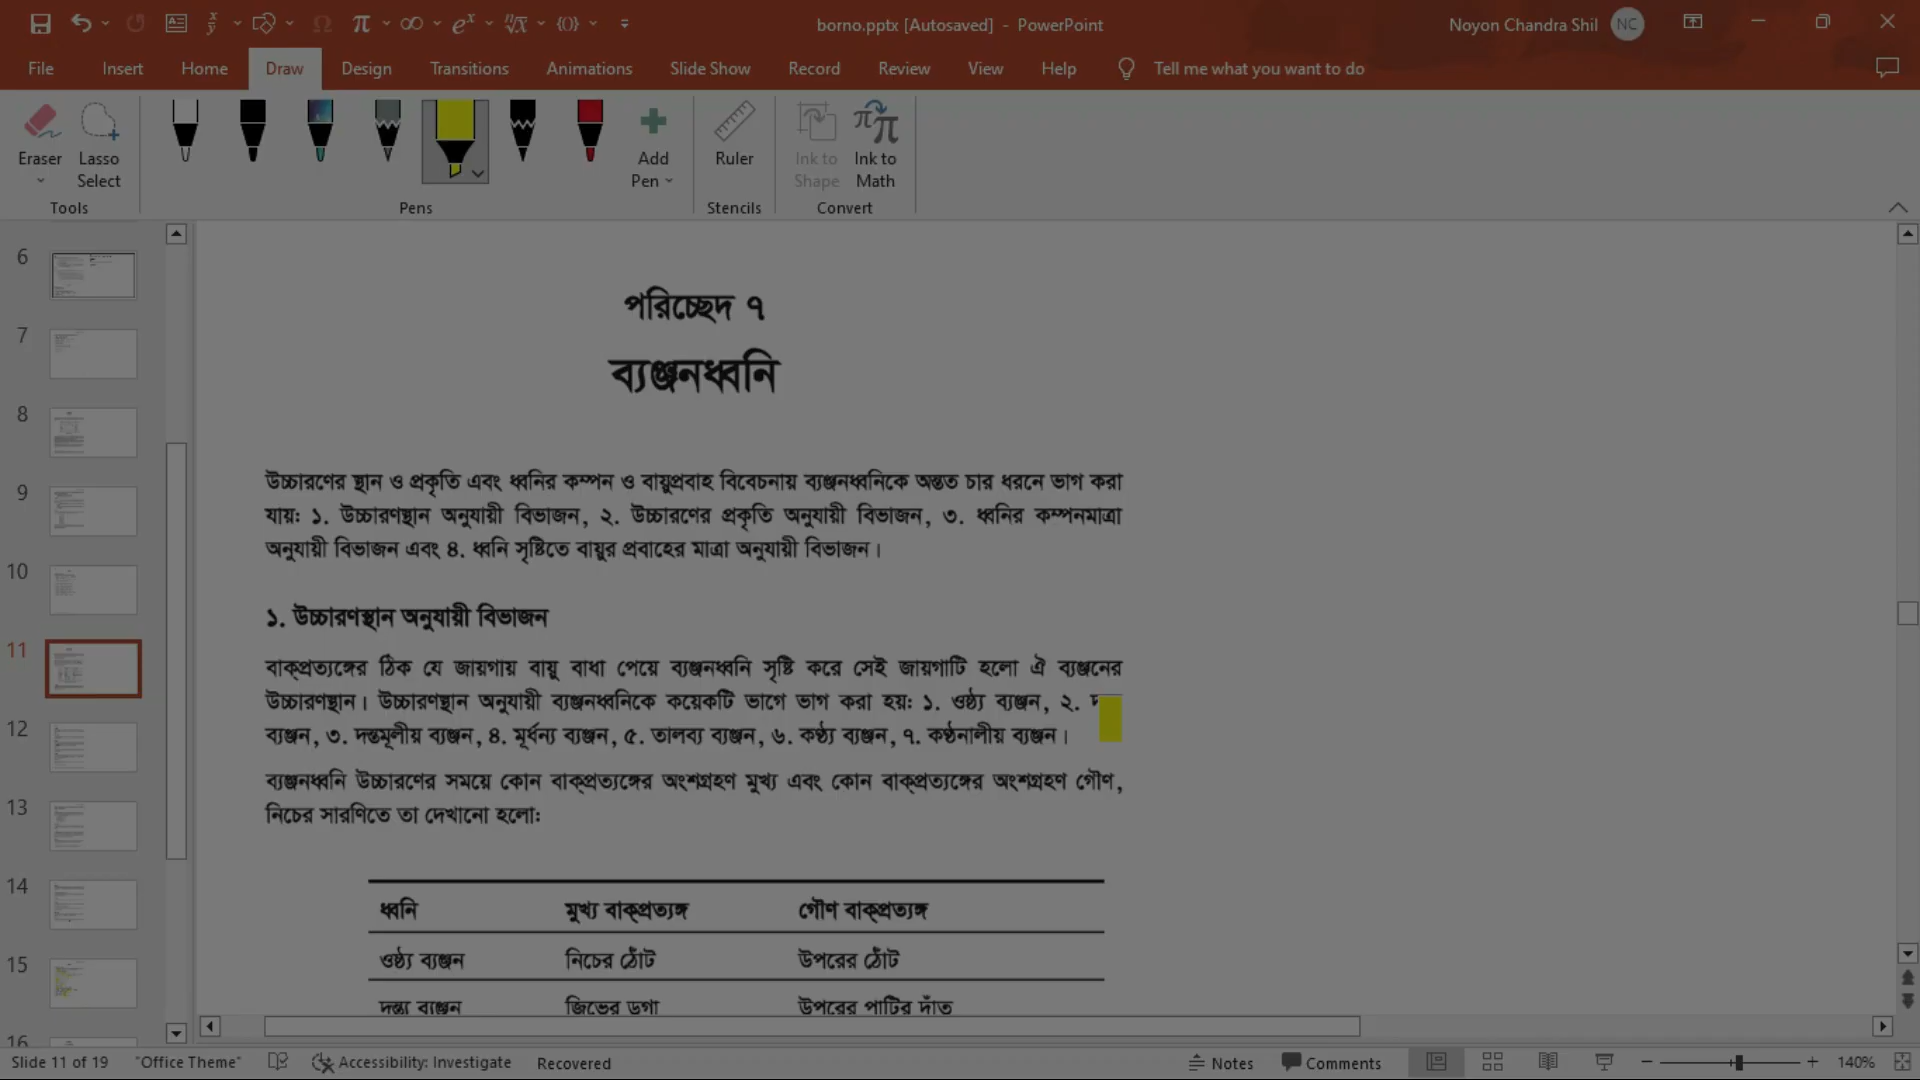 borno.pptx [Autosaved] - PowerPoint
Noyon Chandra Shil
NC
File
Insert
Home
Draw
Design
Transitions
Animations
Slide Show
Record
Review
View
Help
Tell me what you want to do
Eraser
Lasso
Select
Tools
Pens
Add
Pen
Ruler
Stencils
Ink to
Shape
Ink to
Math
Convert
6
7
8
9
10
11
12
13
14
15
16
পরিচ্ছেদ ৭
ব্যঞ্জনধ্বনি
উচ্চারণের স্থান ও প্রকৃতি এবং ধ্বনির কম্পন ও বায়ুপ্রবাহ বিবেচনায় ব্যঞ্জনধ্বনিকে অন্তত চার ধরনে ভাগ করা
যায়: ১. উচ্চারণস্থান অনুযায়ী বিভাজন, ২. উচ্চারণের প্রকৃতি অনুযায়ী বিভাজন, ৩. ধ্বনির কম্পনমাত্রা
অনুযায়ী বিভাজন এবং ৪. ধ্বনি সৃষ্টিতে বায়ুর প্রবাহের মাত্রা অনুযায়ী বিভাজন।
১. উচ্চারণস্থান অনুযায়ী বিভাজন
বাক্‌প্রত্যঙ্গের ঠিক যে জায়গায় বায়ু বাধা পেয়ে ব্যঞ্জনধ্বনি সৃষ্টি করে সেই জায়গাটি হলো ঐ ব্যঞ্জনের
উচ্চারণস্থান। উচ্চারণস্থান অনুযায়ী ব্যঞ্জনধ্বনিকে কয়েকটি ভাগে ভাগ করা হয়: ১. ওষ্ঠ্য ব্যঞ্জন, ২.
ব্যঞ্জন, ৩. দন্তমূলীয় ব্যঞ্জন, ৪. মূর্ধন্য ব্যঞ্জন, ৫. তালব্য ব্যঞ্জন, ৬. কণ্ঠ্য ব্যঞ্জন, ৭. কণ্ঠনালীয় ব্যঞ্জন।
ব্যঞ্জনধ্বনি উচ্চারণের সময়ে কোন বাক্‌প্রত্যঙ্গের অংশগ্রহণ মুখ্য এবং কোন বাক্‌প্রত্যঙ্গের অংশগ্রহণ গৌণ,
নিচের সারণিতে তা দেখানো হলো:
ধ্বনি মুখ্য বাক্‌প্রত্যঙ্গ গৌণ বাক্‌প্রত্যঙ্গ
ওষ্ঠ্য ব্যঞ্জন নিচের ঠোঁট উপরের ঠোঁট
দন্ত্য ব্যঞ্জন জিভের ডগা উপরের পাটির দাঁত
Slide 11 of 19
"Office Theme"
Accessibility: Investigate
Recovered
Notes
Comments
140%